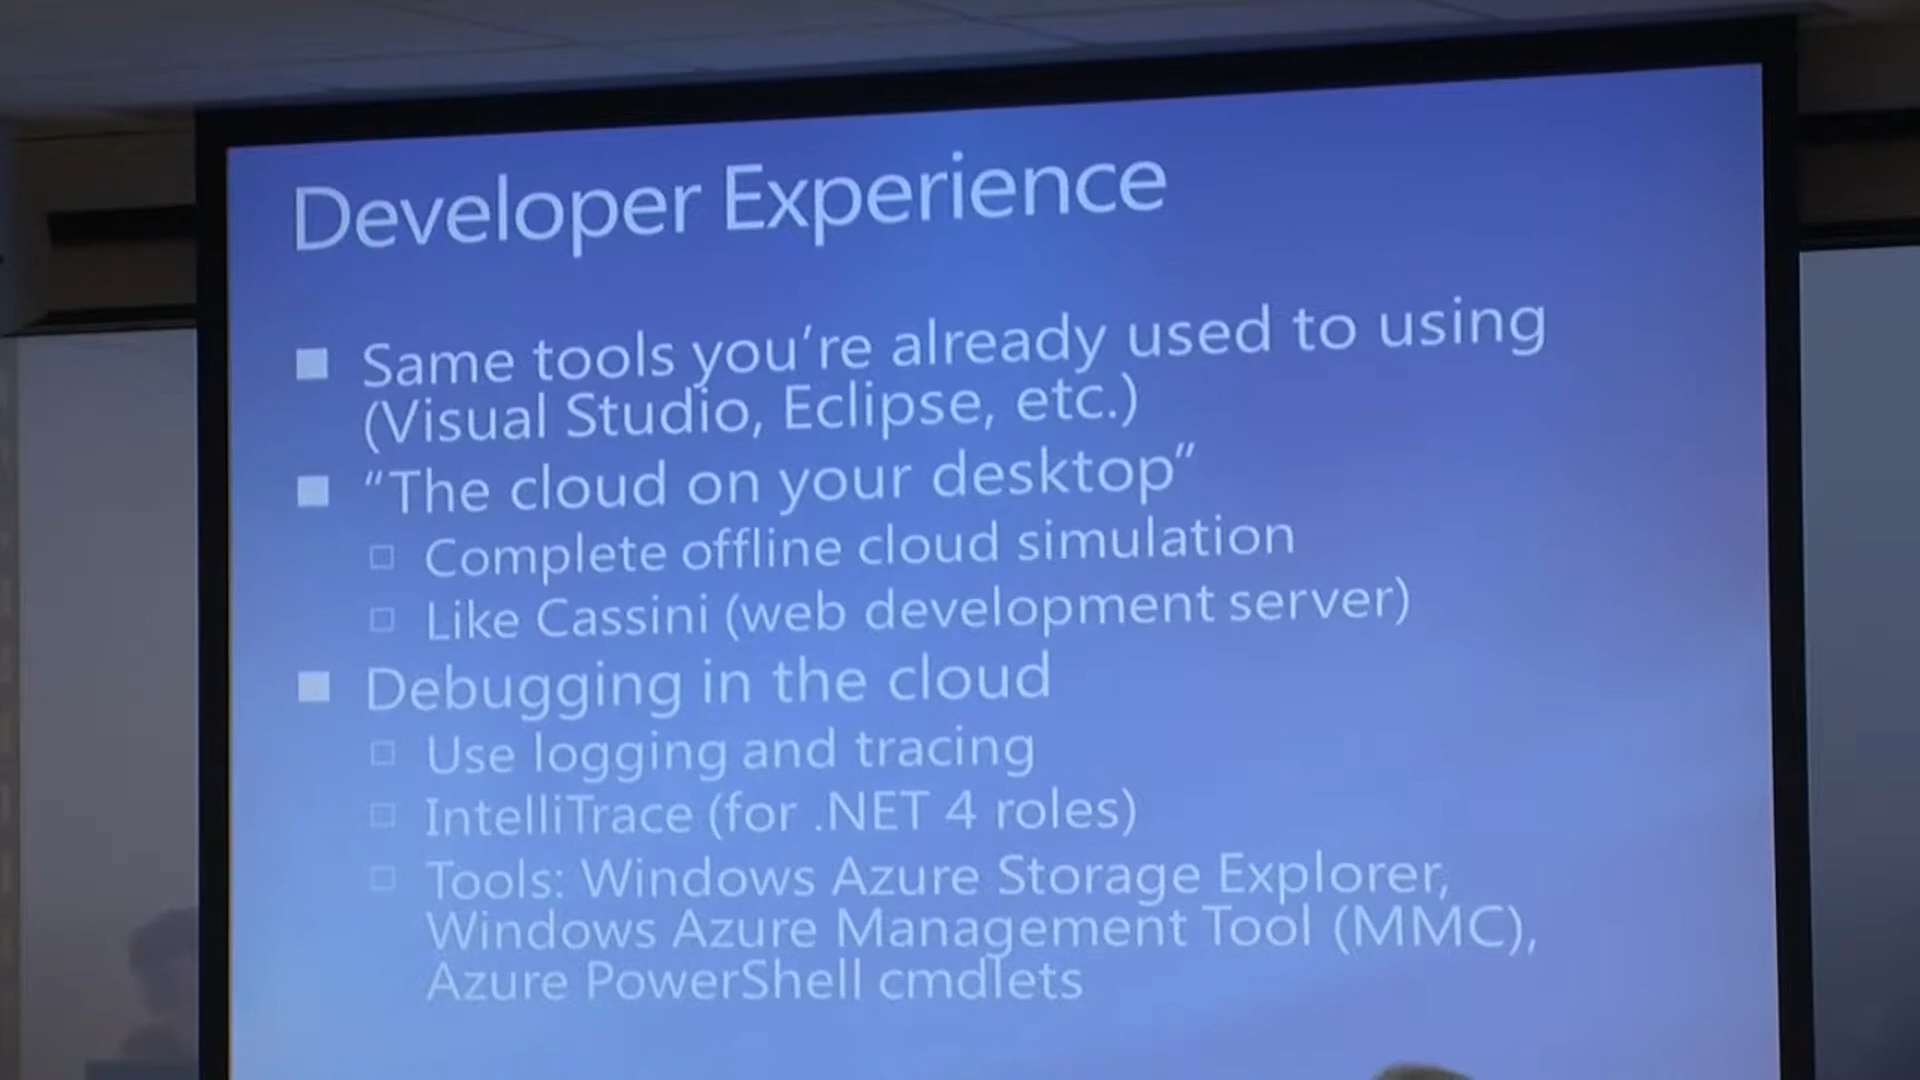 Developer Experience
Same tools you're already used to using
(Visual Studio, Eclipse, etc.)
"The cloud on your desktop"
Complete offline cloud simulation
Like Cassini (web development server)
Debugging in the cloud
Use logging and tracing
IntelliTrace (for .NET 4 roles)
Tools: Windows Azure Storage Explorer,
Windows Azure Management Tool (MMC),
Azure PowerShell cmdlets